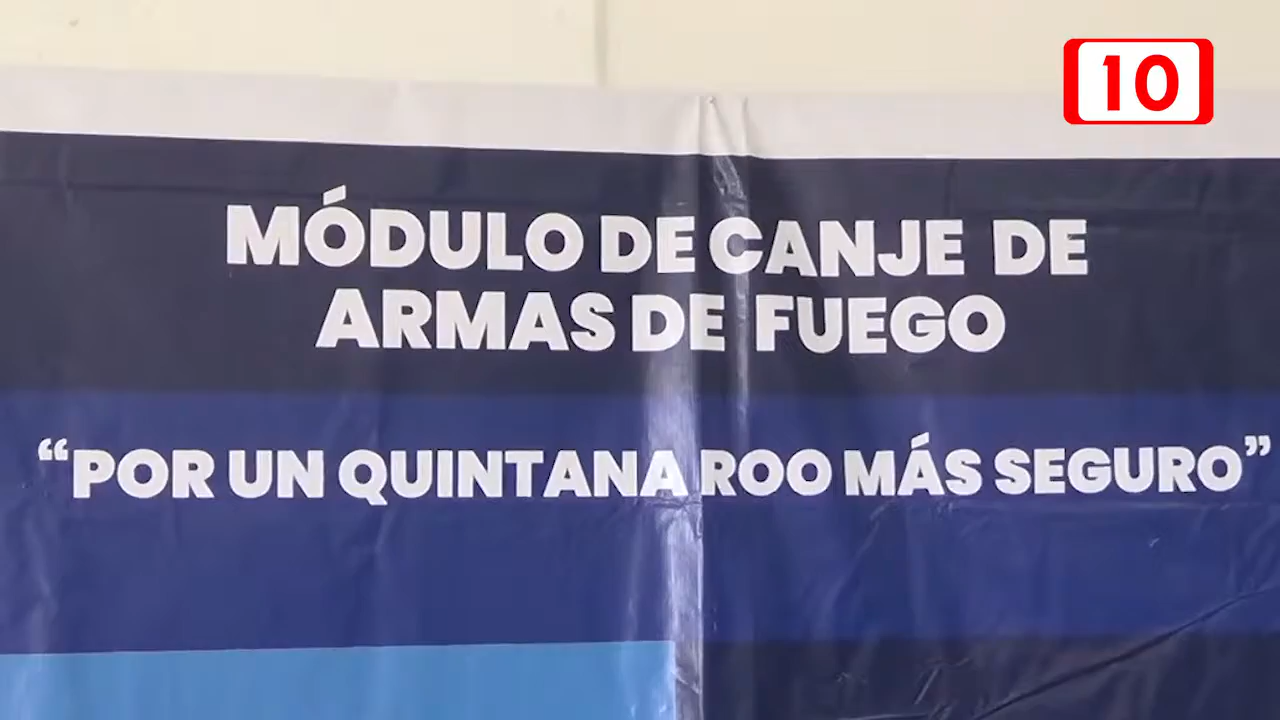 10
MÓDULO DE CANJE DE
ARMAS DE FUEGO
“POR UN QUINTANA ROO MÁS SEGURO”